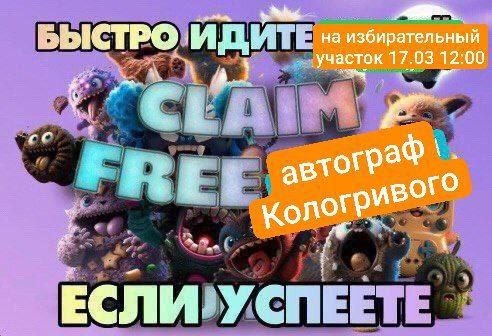 БЫСТРО ИДИТЕ
на избирательный
участок 17.03 12:00
CLAIM
FREE
автограф
Кологривого
ЕСЛИ УСПЕЕТЕ